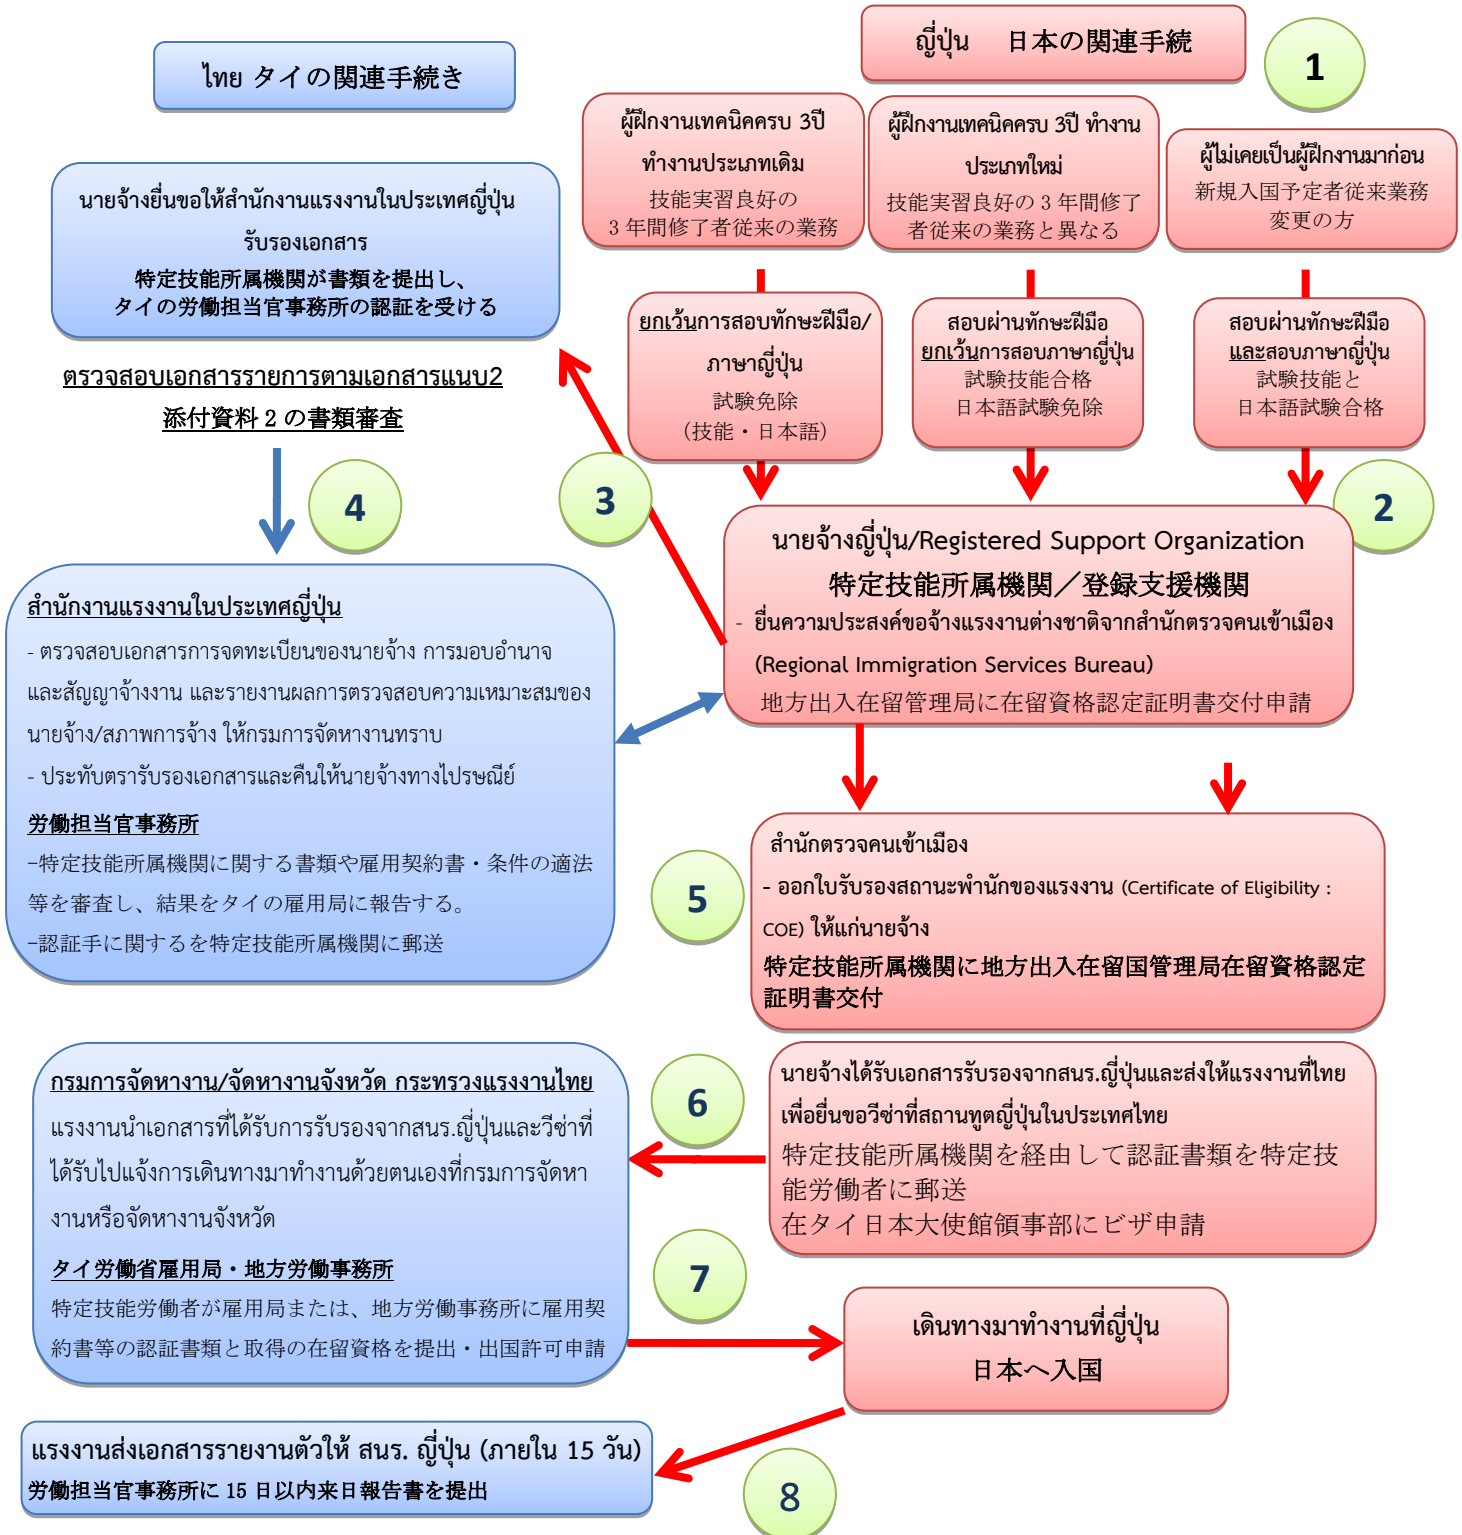 ญี่ปุ่น 日本の関連手続
1
ไทย タイの関連手続き
ผู้ฝึกงานเทคนิคครบ 3ปี
ทำงานประเภทเดิม
技能実習良好の
3 年間修了者従来の業務
ผู้ฝึกงานเทคนิคครบ 3ปี ทำงาน
ประเภทใหม่
技能実習良好の 3 年間修了
者従来の業務と異なる
ผู้ไม่เคยเป็นผู้ฝึกงานมาก่อน
新規入国予定者従来業務
変更の方
นายจ้างยื่นขอให้สำนักงานแรงงานในประเทศญี่ปุ่น
รับรองเอกสาร
特定技能所属機関が書類を提出し、
タイの労働担当官事務所の認証を受ける
ยกเว้นการสอบทักษะฝีมือ/
ภาษาญี่ปุ่น
試験免除
（技能・日本語）
สอบผ่านทักษะฝีมือ
ยกเว้นการสอบภาษาญี่ปุ่น
試験技能合格
日本語試験免除
สอบผ่านทักษะฝีมือ
และสอบภาษาญี่ปุ่น
試験技能と
日本語試験合格
ตรวจสอบเอกสารรายการตามเอกสารแนบ2
添付資料 2 の書類審査
4
3
2
นายจ้างญี่ปุ่น/Registered Support Organization
特定技能所属機関／登録支援機関
- ยื่นความประสงค์ขอจ้างแรงงานต่างชาติจากสำนักตรวจคนเข้าเมือง
(Regional Immigration Services Bureau)
地方出入在留管理局に在留資格認定証明書交付申請
สำนักงานแรงงานในประเทศญี่ปุ่น
- ตรวจสอบเอกสารการจดทะเบียนของนายจ้าง การมอบอำนาจ
และสัญญาจ้างงาน และรายงานผลการตรวจสอบความเหมาะสมของ
นายจ้าง/สภาพการจ้าง ให้กรมการจัดหางานทราบ
- ประทับตรารับรองเอกสารและคืนให้นายจ้างทางไปรษณีย์
労働担当官事務所
-特定技能所属機関に関する書類や雇用契約書・条件の適法
等を審査し、結果をタイの雇用局に報告する。
-認証手に関するを特定技能所属機関に郵送
5
สำนักตรวจคนเข้าเมือง
- ออกใบรับรองสถานะพำนักของแรงงาน (Certificate of Eligibility :
COE) ให้แก่นายจ้าง
特定技能所属機関に地方出入在留国管理局在留資格認定
証明書交付
กรมการจัดหางาน/จัดหางานจังหวัด กระทรวงแรงงานไทย
แรงงานนำเอกสารที่ได้รับการรับรองจากสนร.ญี่ปุ่นและวีซ่าที่
ได้รับไปแจ้งการเดินทางมาทำงานด้วยตนเองที่กรมการจัดหา
งานหรือจัดหางานจังหวัด
タイ労働省雇用局・地方労働事務所
特定技能労働者が雇用局または、地方労働事務所に雇用契
約書等の認証書類と取得の在留資格を提出・出国許可申請
6
นายจ้างได้รับเอกสารรับรองจากสนร.ญี่ปุ่นและส่งให้แรงงานที่ไทย
เพื่อยื่นขอวีซ่าที่สถานทูตญี่ปุ่นในประเทศไทย
特定技能所属機関を経由して認証書類を特定技
能労働者に郵送
在タイ日本大使館領事部にビザ申請
7
เดินทางมาทำงานที่ญี่ปุ่น
日本へ入国
แรงงานส่งเอกสารรายงานตัวให้ สนร. ญี่ปุ่น (ภายใน 15 วัน)
労働担当官事務所に 15 日以内来日報告書を提出
8